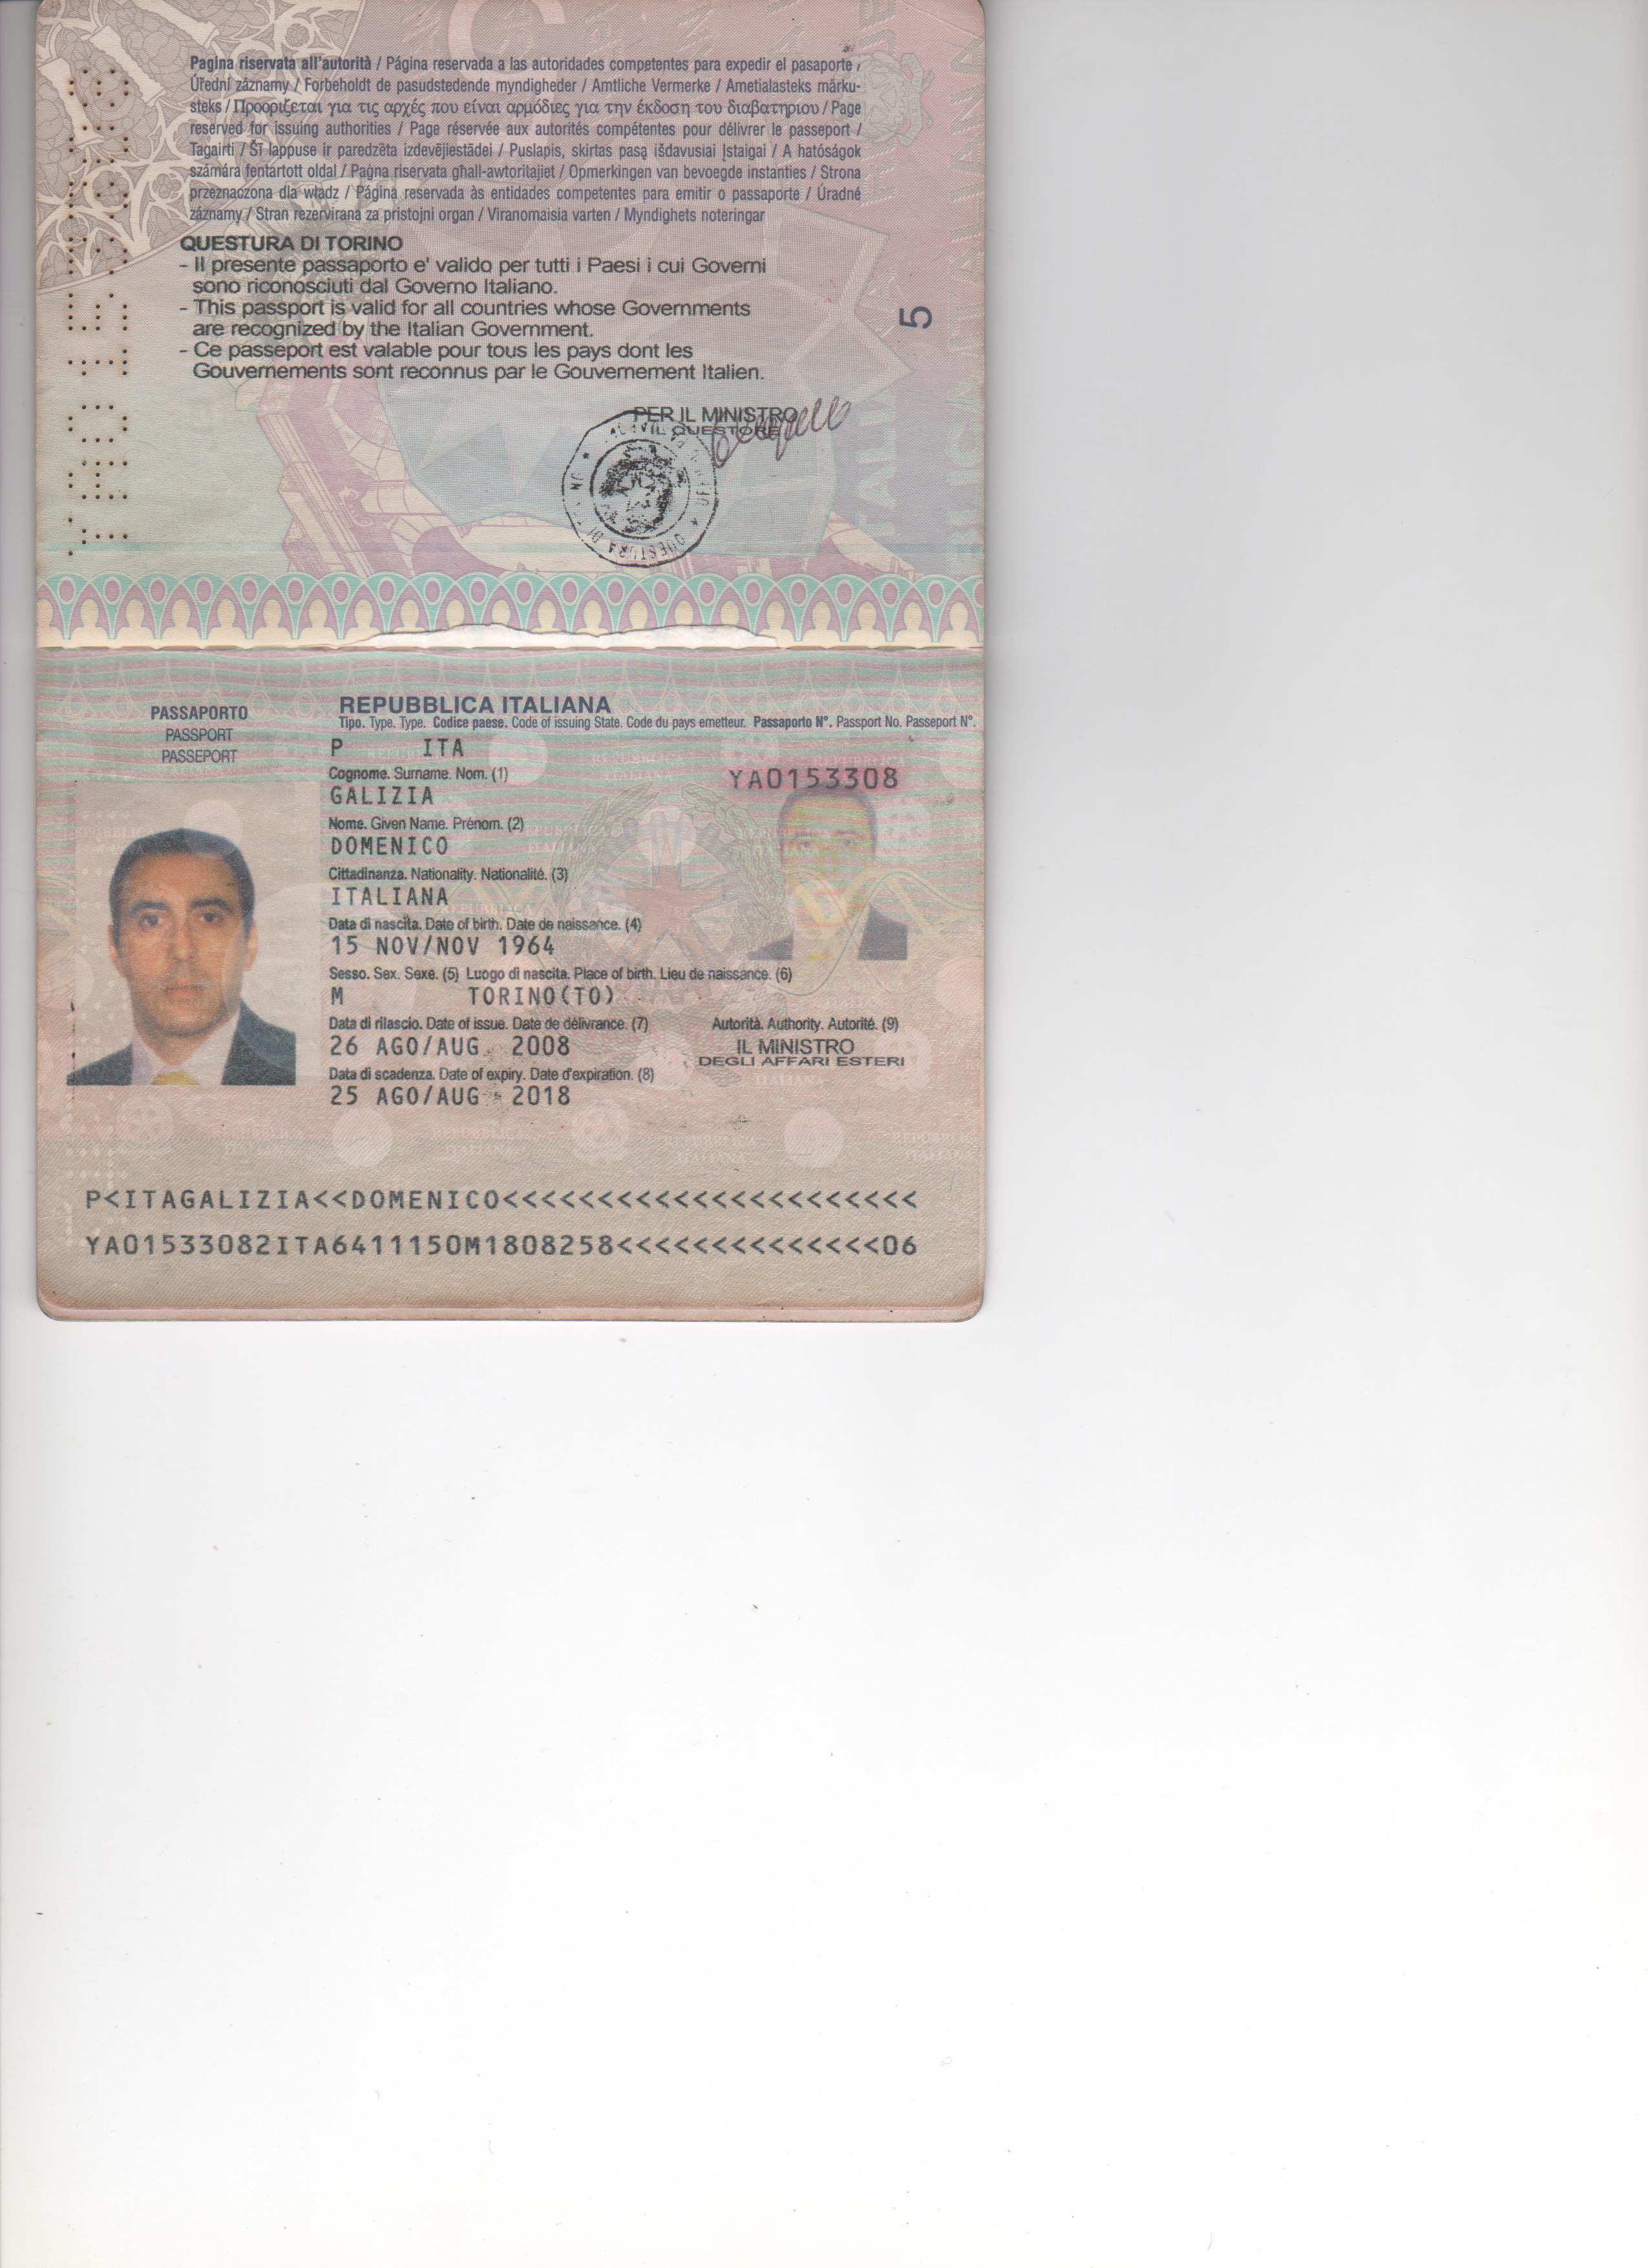 Pagina riservata all'autorità / Página reservada a las autoridades competentes para expedir el pasaporte /
Úřední záznamy / Forbeholdt de pasudstedende myndigheder / Amtliche Vermerke / Ametialasteks märku-
steks / Προορίζεται για τις αρχές που είναι αρμόδιες για την έκδοση του διαβατηριου / Page
reserved for issuing authorities / Page réservée aux autorités compétentes pour délivrer le passeport /
Tagairti / Šī lappuse ir paredzēta izdevējiestādei / Puslapis, skirtas pasą išdavusiai Įstaigai / A hatóságok
számára fentartott oldal / Paġna riservata għall-awtoritajiet / Opmerkingen van bevoegde instanties / Strona
przeznaczona dla władz / Página reservada às entidades competentes para emitir o passaporte / Úradné
záznamy / Stran rezervirana za pristojni organ / Viranomaisia varten / Myndighets noteringar
QUESTURA DI TORINO
- Il presente passaporto e' valido per tutti i Paesi i cui Governi
sono riconosciuti dal Governo Italiano.
- This passport is valid for all countries whose Governments
are recognized by the Italian Government.
- Ce passeport est valable pour tous les pays dont les
Gouvernements sont reconnus par le Gouvernement Italien.
5
PER IL MINISTRO
IL QUESTORE
QUESTURA DI
PASSAPORTO
PASSPORT
PASSEPORT
REPUBBLICA ITALIANA
Tipo. Type. Type. Codice paese. Code of issuing State. Code du pays emetteur. Passaporto N°. Passport No. Passeport N°.
P ITA
YA0153308
Cognome. Surname. Nom. (1)
GALIZIA
Nome. Given Name. Prénom. (2)
DOMENICO
Cittadinanza. Nationality. Nationalité. (3)
ITALIANA
Data di nascita. Date of birth. Date de naissance. (4)
15 NOV/NOV 1964
Sesso. Sex. Sexe. (5) Luogo di nascita. Place of birth. Lieu de naissance. (6)
M TORINO(TO)
Data di rilascio. Date of issue. Date de délivrance. (7) Autorità. Authority. Autorité. (9)
26 AGO/AUG 2008 IL MINISTRO
DEGLI AFFARI ESTERI
Data di scadenza. Date of expiry. Date d'expiration. (8)
25 AGO/AUG 2018
P<ITAGALIZIA<<DOMENICO<<<<<<<<<<<<<<<<<<<<<<
YA01533082ITA6411150M1808258<<<<<<<<<<<<<<06